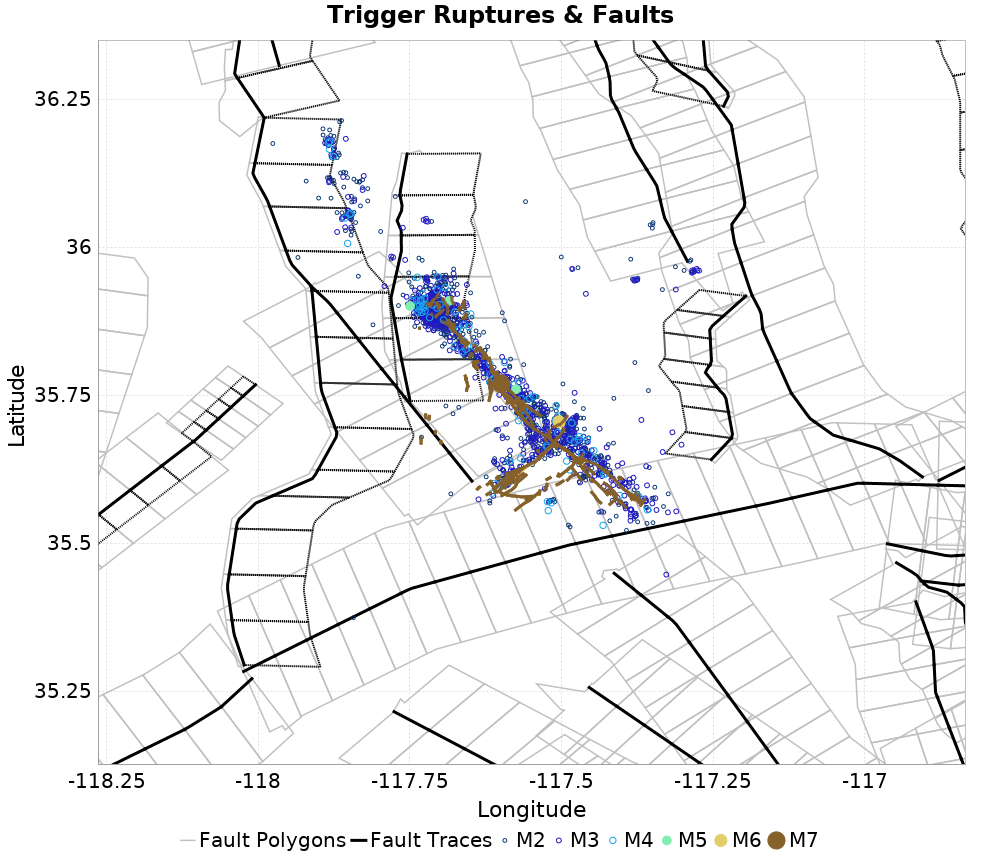 Trigger Ruptures & Faults
Latitude
36.25
36
35.75
35.5
35.25
-118.25 -118 -117.75 -117.5 -117.25 -117
Longitude
Fault Polygons Fault Traces M2 M3 M4 M5 M6 M7